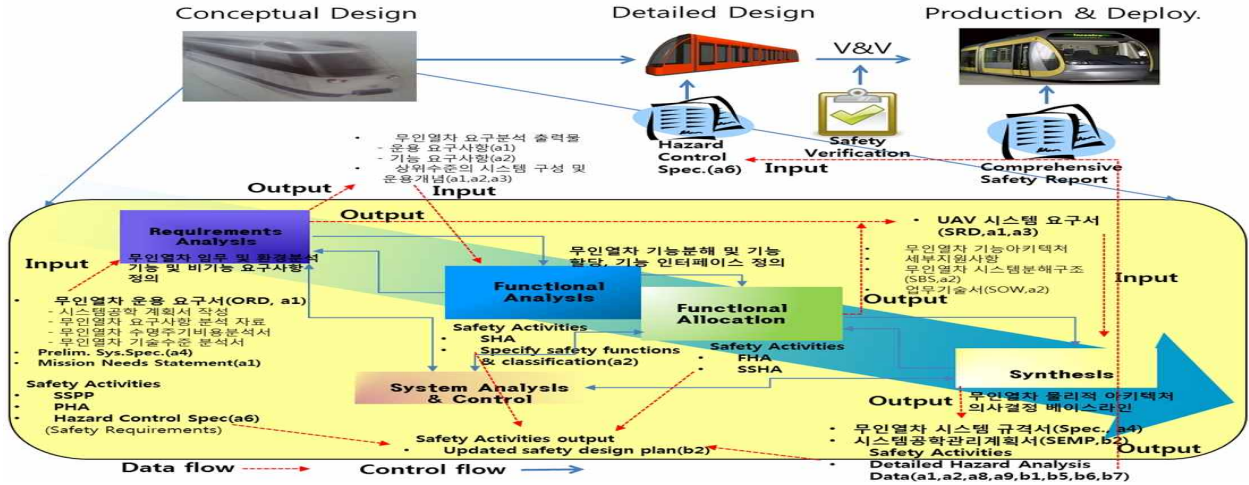 Conceptual Design
Detailed Design
Production & Deploy.
V&V
Hazard
Control
Spec.(a6)
Safety
Verification
Comprehensive
Safety Report
Input
• 무인열차 요구분석 출력물
- 운용 요구사항(a1)
- 기능 요구사항(a2)
• 상위수준의 시스템 구성 및
운용개념(a1,a2,a3)
Output
Input
Output
Requirements
Analysis
무인열차 임무 및 환경분석
기능 및 비기능 요구사항
정의
Input
• 무인열차 운용 요구서(ORD, a1)
- 시스템공학 계획서 작성
- 무인열차 요구사항 분석 자료
- 무인열차 수명주기비용분석서
- 무인열차 기술수준 분석서
• Prelim. Sys.Spec.(a4)
• Mission Needs Statement(a1)
Safety Activities
• SSPP
• PHA
• Hazard Control Spec(a6)
(Safety Requirements)
Functional
Analysis
무인열차 기능분해 및 기능
할당, 기능 인터페이스 정의
Safety Activities
• SHA
• Specify safety functions
& classification(a2)
Functional
Allocation
Safety Activities
• FHA
• SSHA
System Analysis
& Control
• UAV 시스템 요구서
(SRD,a1,a3)
• 무인열차 기능아키텍처
세부지원사항
• 무인열차 시스템분해구조
(SBS,a2)
• 업무기술서(SOW,a2)
Output
Input
Synthesis
무인열차 물리적 아키텍처
의사결정 베이스라인
Output
• 무인열차 시스템 규격서(Spec., a4)
• 시스템공학관리계획서(SEMP,b2)
Output
Safety Activities
• Detailed Hazard Analysis
Data(a1,a2,a8,a9,b1,b5,b6,b7)
Safety Activities output
• Updated safety design plan(b2)
Data flow
Control flow